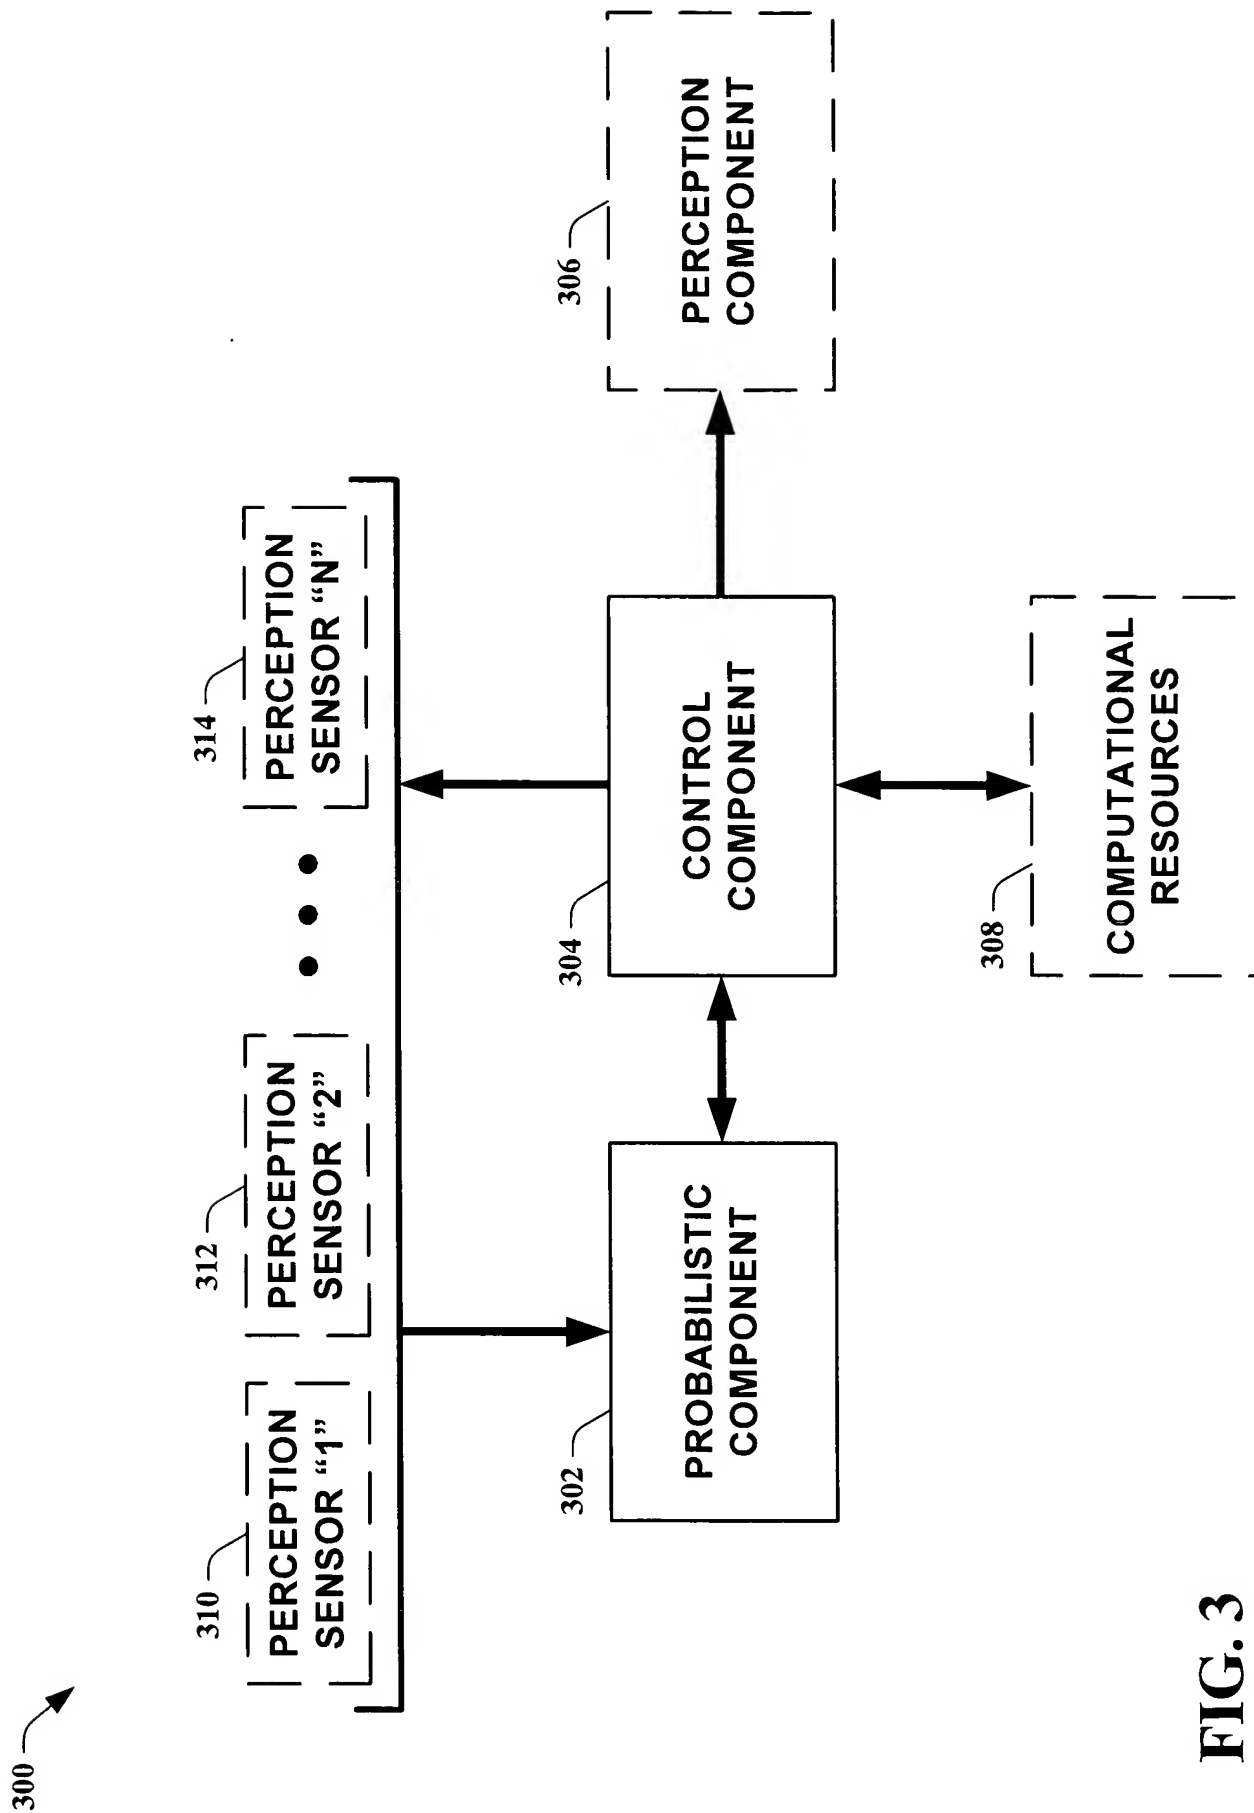 300
310
PERCEPTION
SENSOR “1”
312
PERCEPTION
SENSOR “2”
314
PERCEPTION
SENSOR “N”
302
PROBABILISTIC
COMPONENT
304
CONTROL
COMPONENT
306
PERCEPTION
COMPONENT
308
COMPUTATIONAL
RESOURCES
FIG. 3